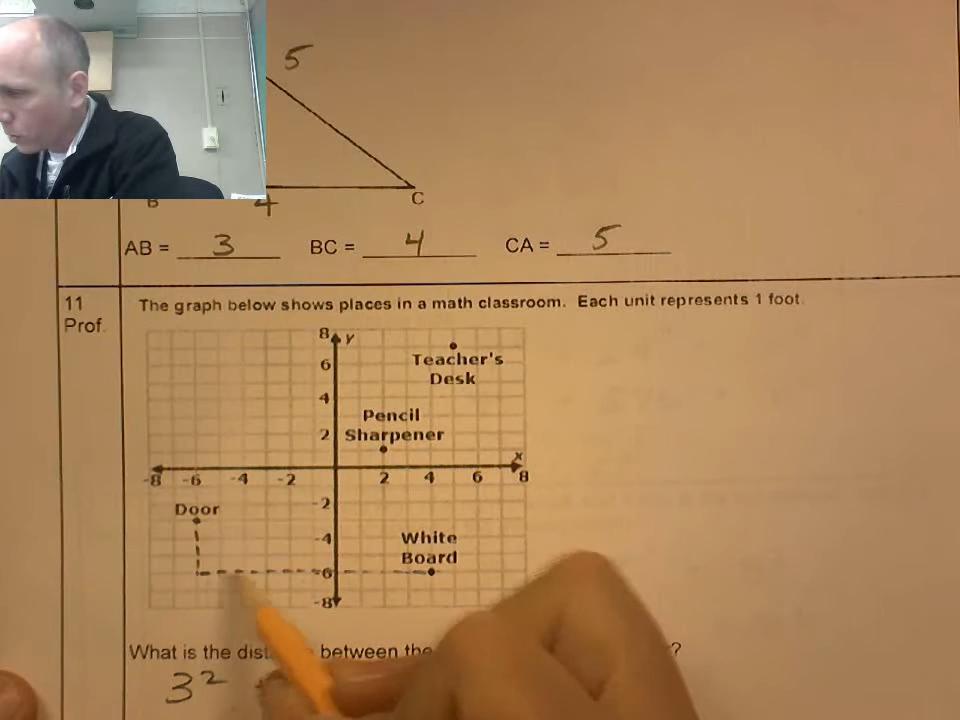 5
B 4 C
AB = 3 BC = 4 CA = 5
11
Prof.
The graph below shows places in a math classroom. Each unit represents 1 foot.
8 y
6
4
2
Teacher's
Desk
Pencil
Sharpener
x
-8 -6 -4 -2 2 4 6 8
-2
-4
-6
-8
Door
White
Board
What is the between the ?
3²